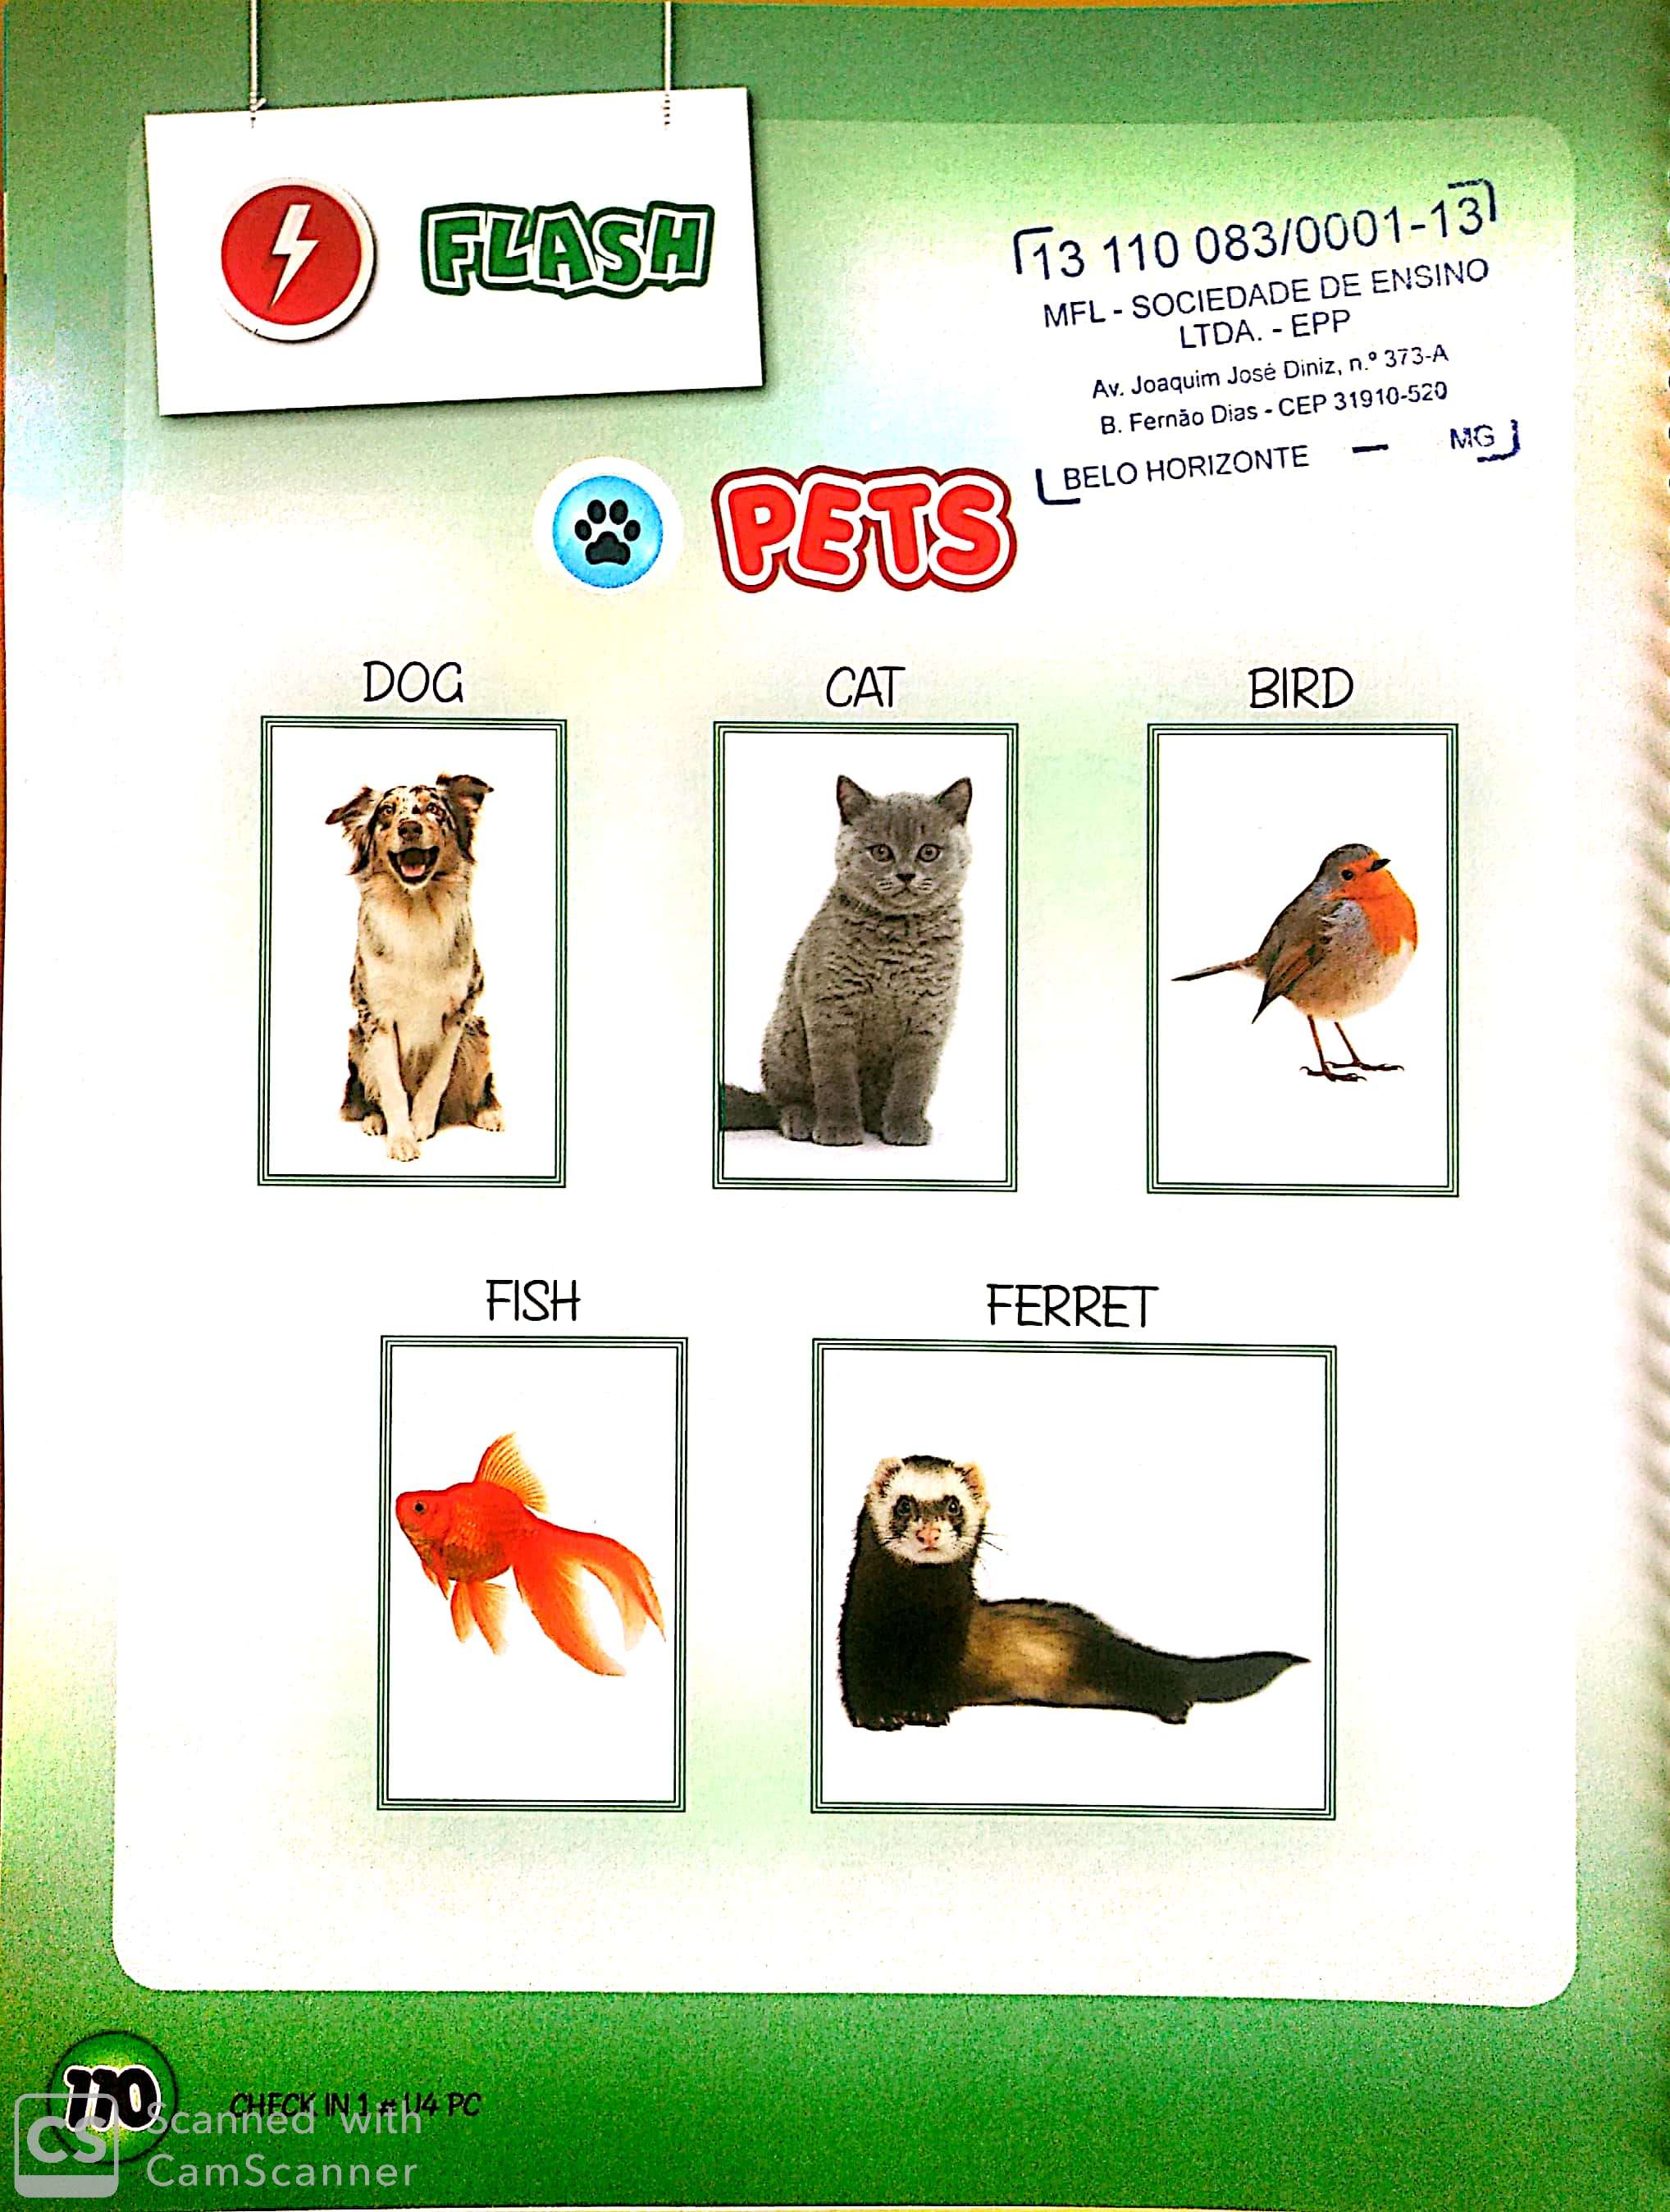 FLASH
13 110 083/0001-13
MFL - SOCIEDADE DE ENSINO
LTDA. - EPP
Av. Joaquim José Diniz, n.º 373-A
B. Fernão Dias - CEP 31910-520
BELO HORIZONTE — MG
PETS
DOG CAT BIRD
FISH FERRET
110 CHECK IN 1 # U4 PC
CS Scanned with
CamScanner